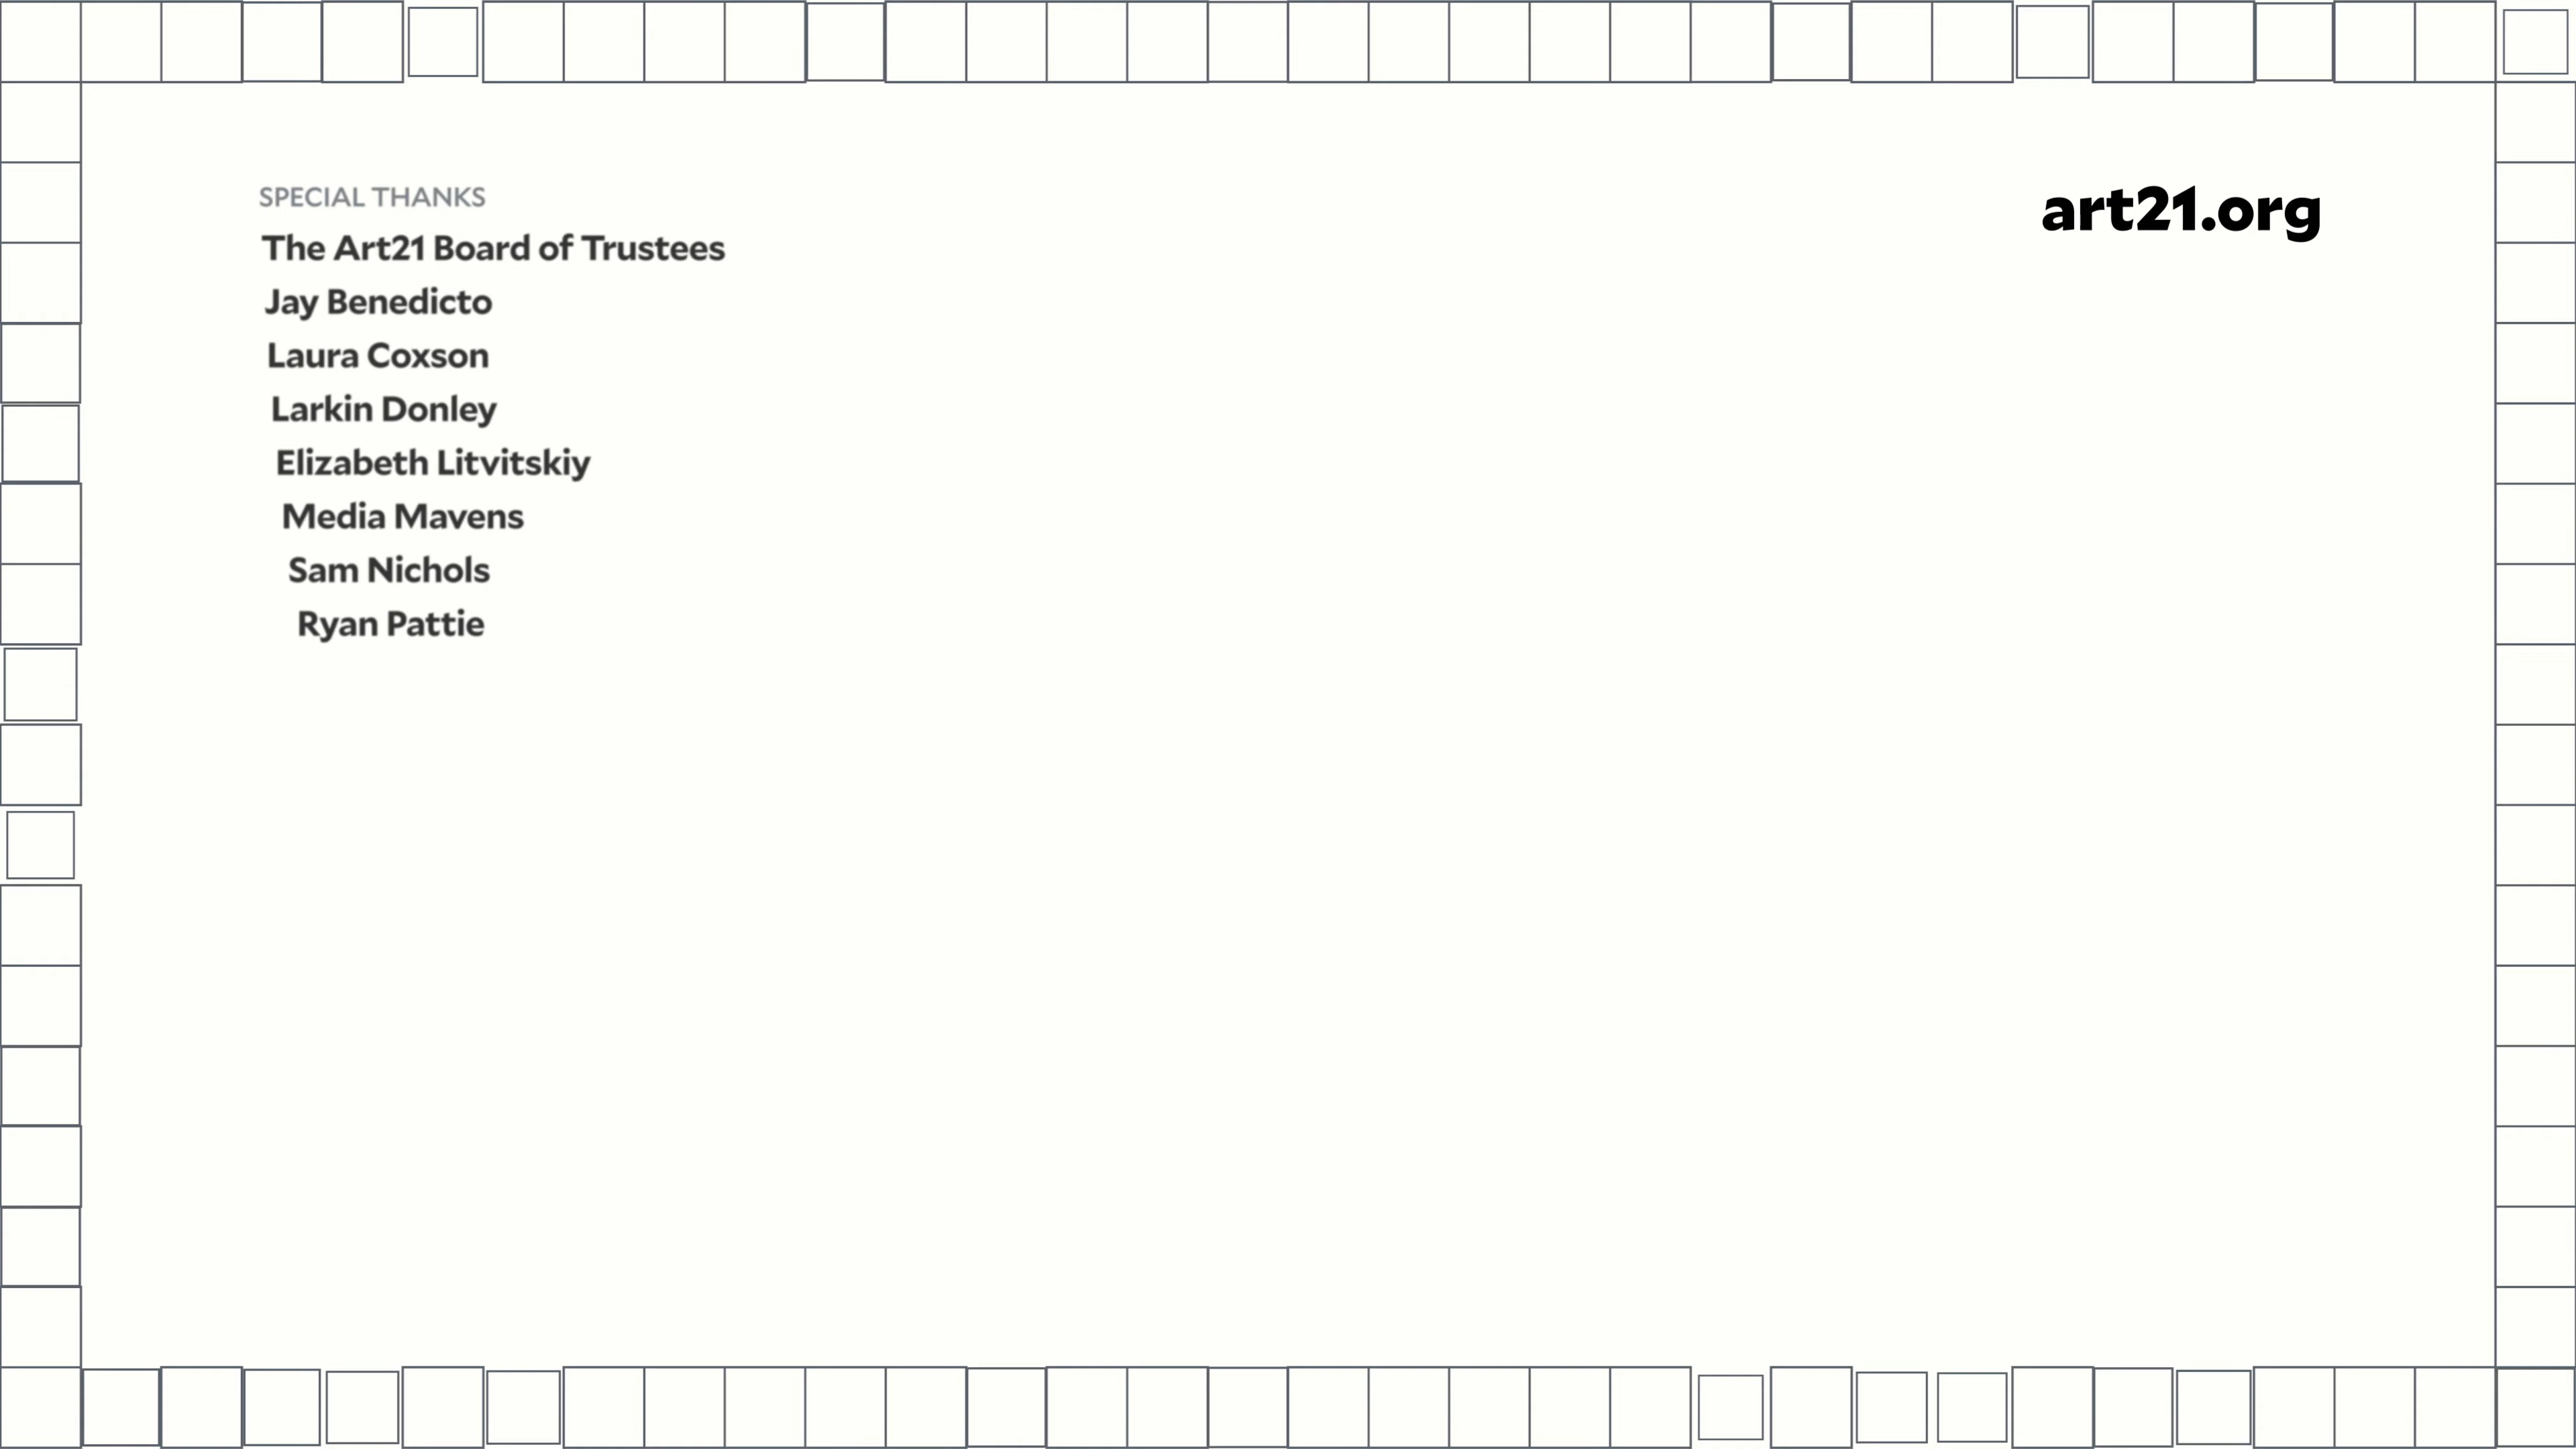 SPECIAL THANKS
The Art21 Board of Trustees
Jay Benedicto
Laura Coxson
Larkin Donley
Elizabeth Litvitskiy
Media Mavens
Sam Nichols
Ryan Pattie
art21.org